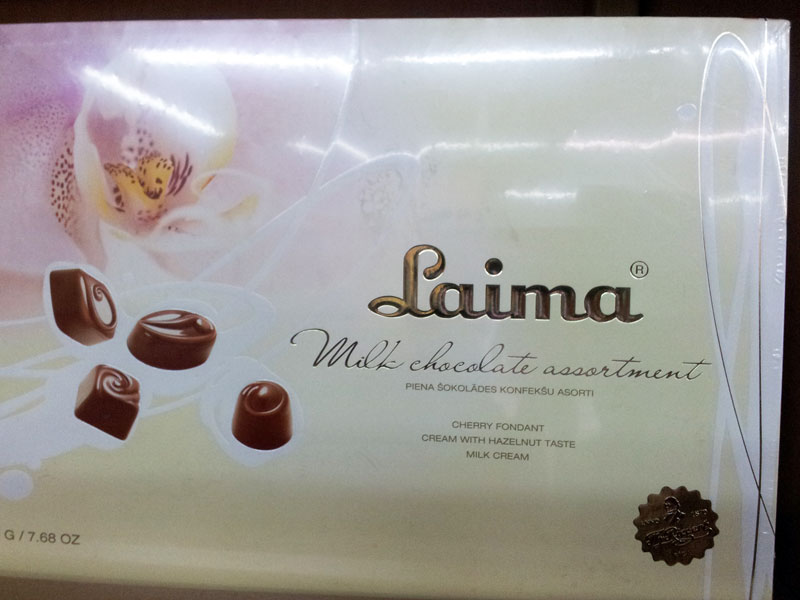 Laima®
Milk chocolate assortment
PIENA ŠOKOLĀDES KONFEKŠU ASORTI
CHERRY FONDANT
CREAM WITH HAZELNUT TASTE
MILK CREAM
G / 7.68 OZ